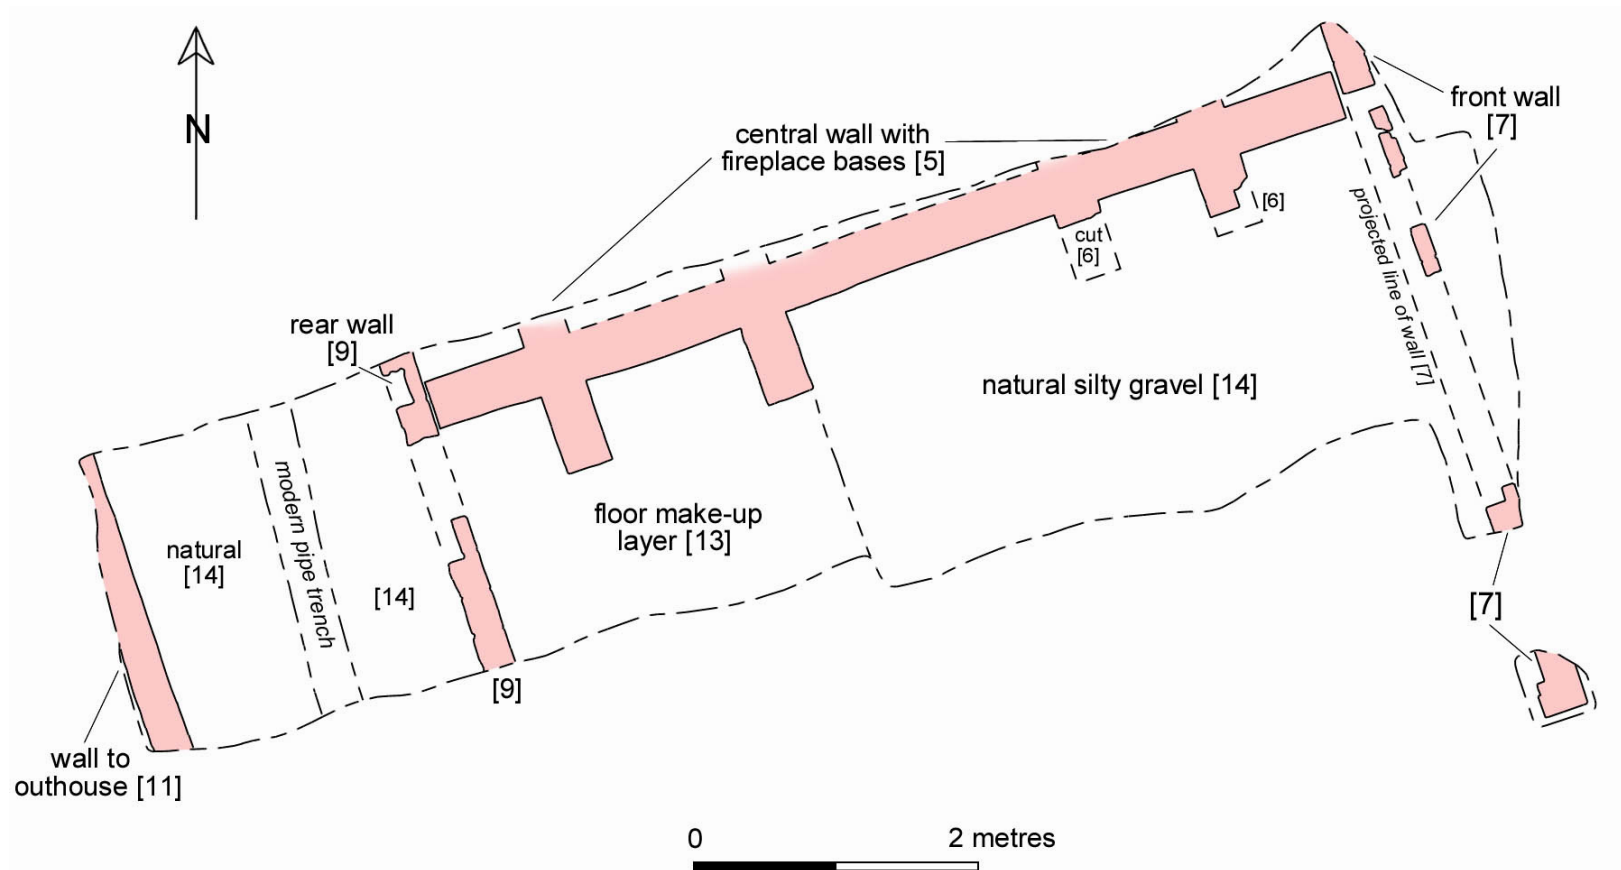 N
central wall with
fireplace bases [5]
front wall
[7]
[6]
cut
[6]
projected line of wall [7]
rear wall
[9]
natural silty gravel [14]
modern pipe trench
floor make-up
layer [13]
natural
[14]
[14]
[7]
[9]
wall to
outhouse [11]
0
2 metres